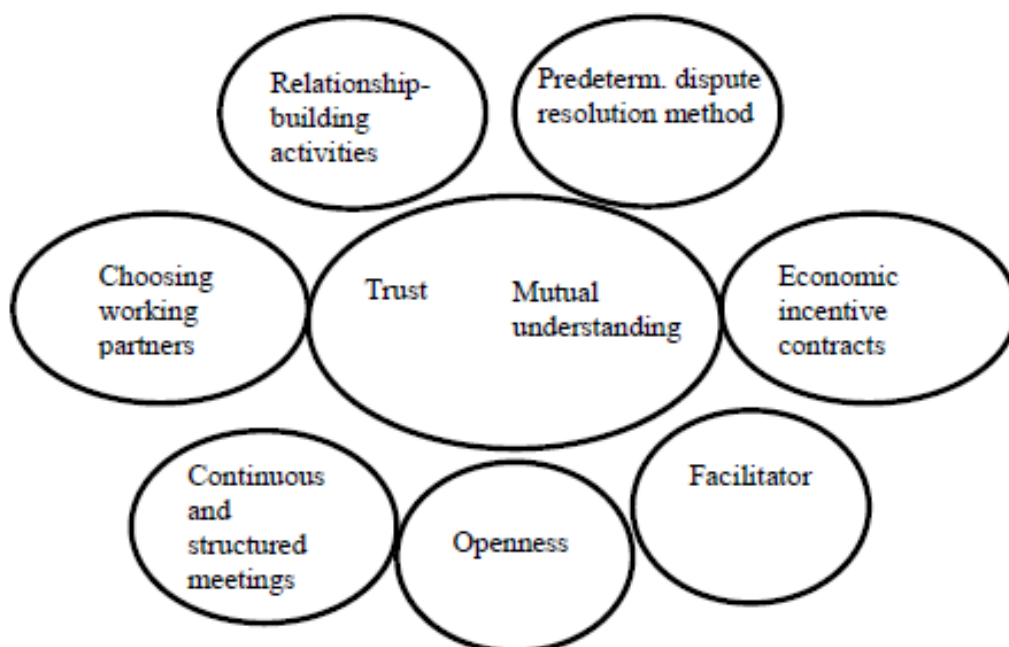 Relationship-
building
activities
Predeterm. dispute
resolution method
Choosing
working
partners
Trust
Mutual
understanding
Economic
incentive
contracts
Continuous
and
structured
meetings
Openness
Facilitator